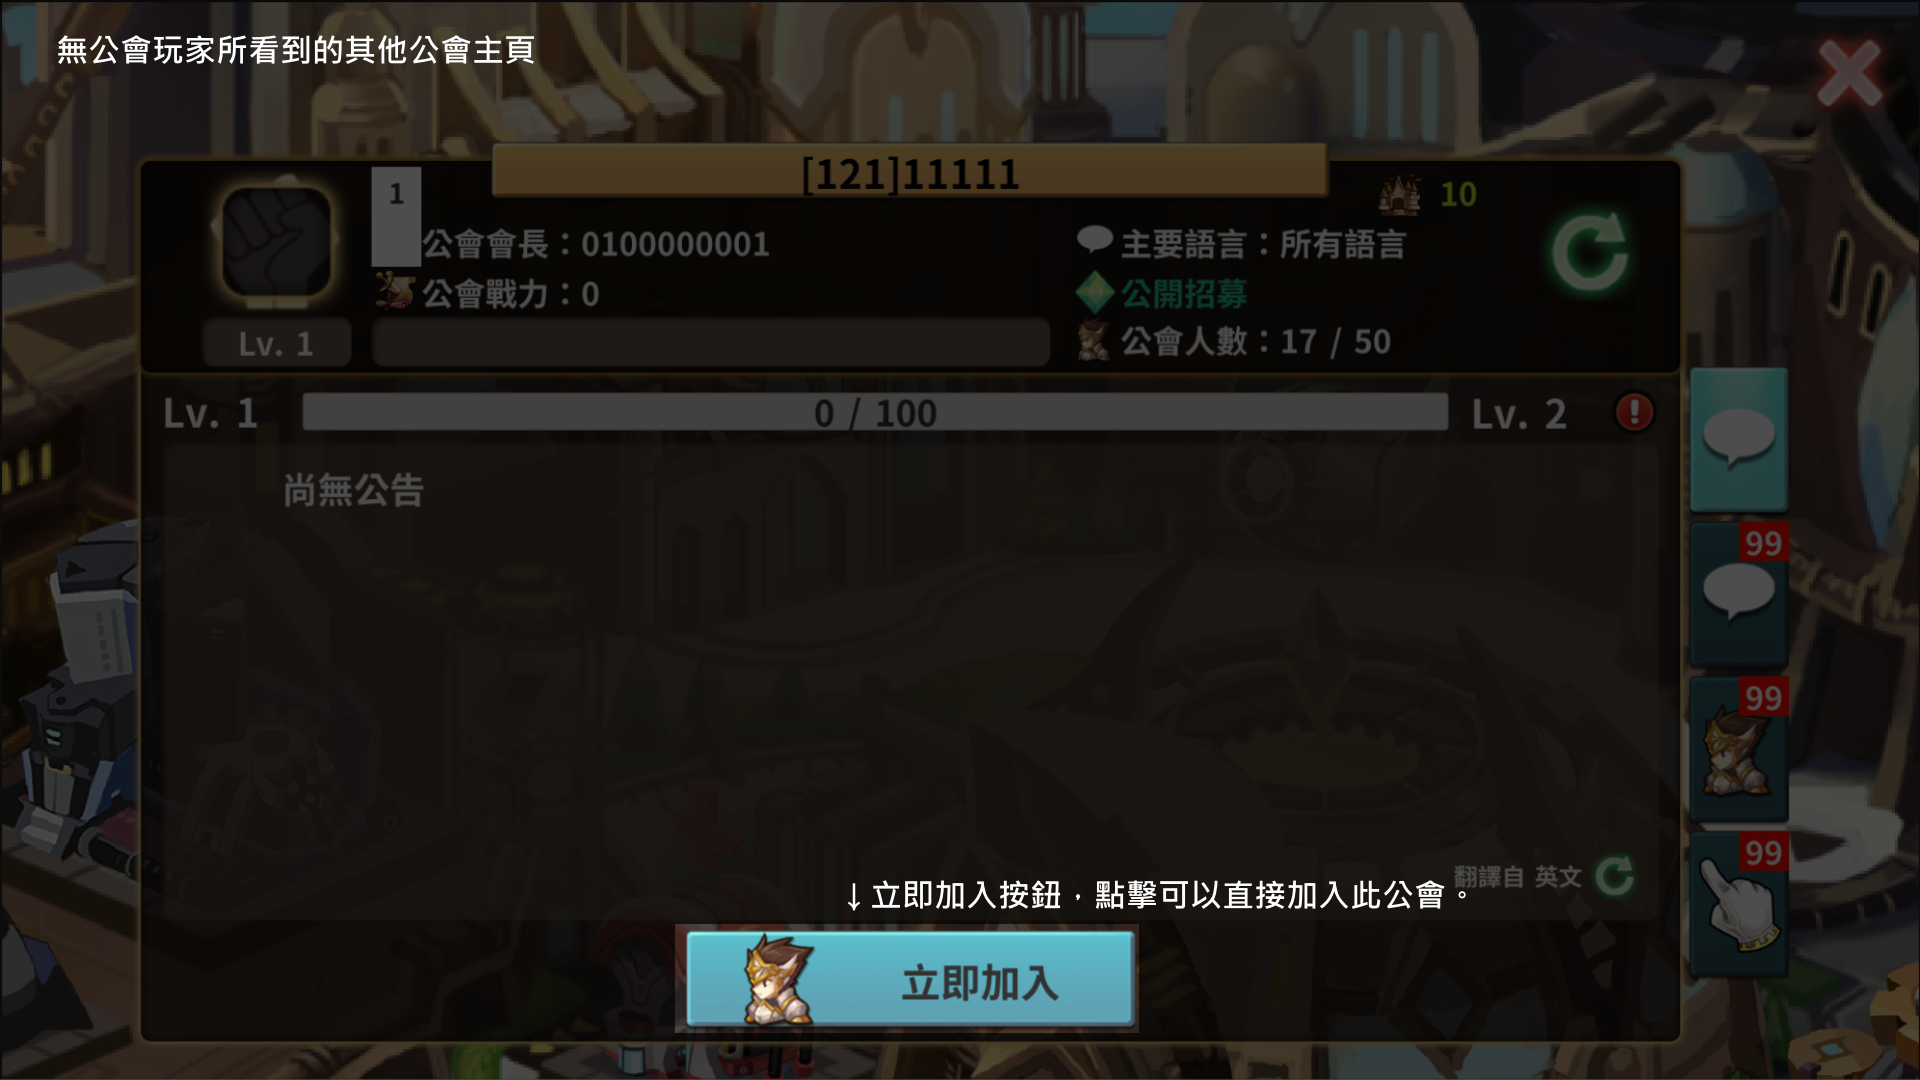 無公會玩家所看到的其他公會主頁
[121]11111
1
10
公會會長：0100000001
主要語言：所有語言
公會戰力：0
公開招募
Lv. 1
公會人數：17 / 50
Lv. 1
0 / 100
Lv. 2
尚無公告
99
99
99
翻譯自 英文
↓立即加入按鈕，點擊可以直接加入此公會。
立即加入